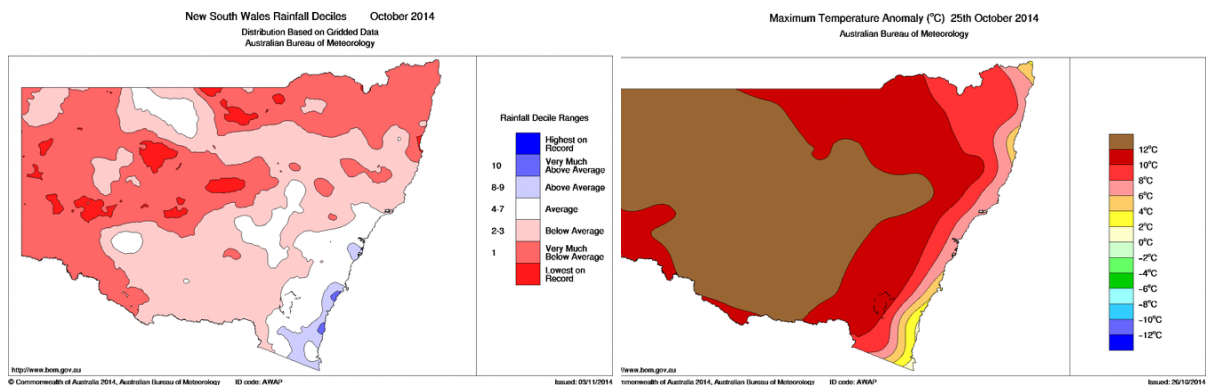 New South Wales Rainfall Deciles October 2014
Distribution Based on Gridded Data
Australian Bureau of Meteorology
Rainfall Decile Ranges
Highest on
Record
10 Very Much
Above Average
8-9 Above Average
4-7 Average
2-3 Below Average
1 Very Much
Below Average
Lowest on
Record
http://www.bom.gov.au
© Commonwealth of Australia 2014, Australian Bureau of Meteorology ID code: AWAP Issued: 03/11/2014
Maximum Temperature Anomaly (°C) 25th October 2014
Australian Bureau of Meteorology
12°C
10°C
8°C
6°C
4°C
2°C
0°C
-2°C
-4°C
-6°C
-8°C
-10°C
-12°C
//www.bom.gov.au
mmonwealth of Australia 2014, Australian Bureau of Meteorology ID code: AWAP Issued: 26/10/2014